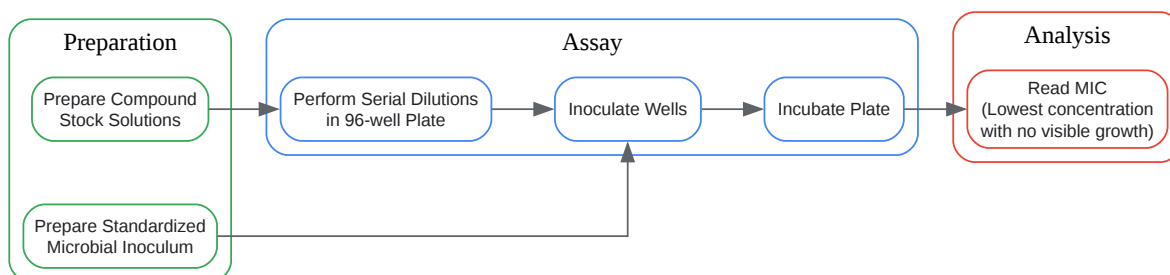 Preparation
Prepare Compound
Stock Solutions
Prepare Standardized
Microbial Inoculum
Assay
Perform Serial Dilutions
in 96-well Plate
Inoculate Wells
Incubate Plate
Analysis
Read MIC
(Lowest concentration
with no visible growth)